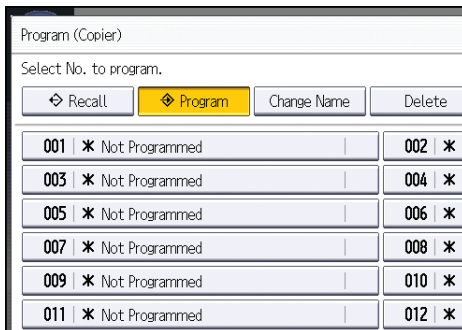 Program (Copier)
Select No. to program.
Recall Program Change Name Delete
001 * Not Programmed 002 *
003 * Not Programmed 004 *
005 * Not Programmed 006 *
007 * Not Programmed 008 *
009 * Not Programmed 010 *
011 * Not Programmed 012 *